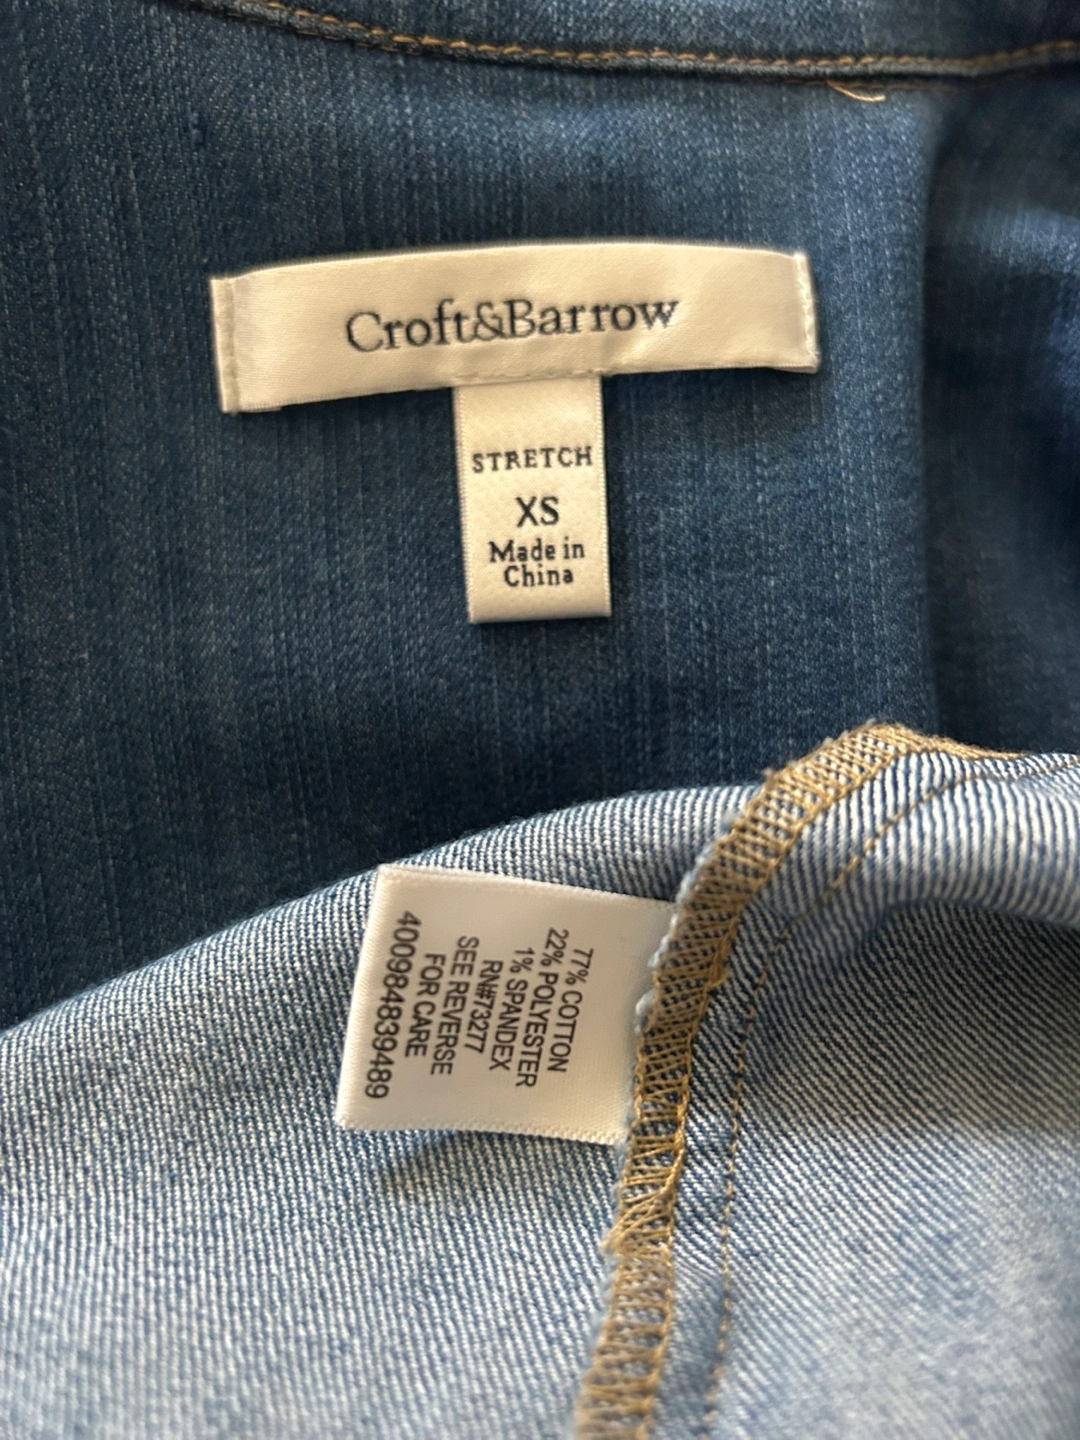 Croft&Barrow
STRETCH
XS
Made in
China
77% COTTON
22% POLYESTER
1% SPANDEX
RN#73277
SEE REVERSE
FOR CARE
400984839489